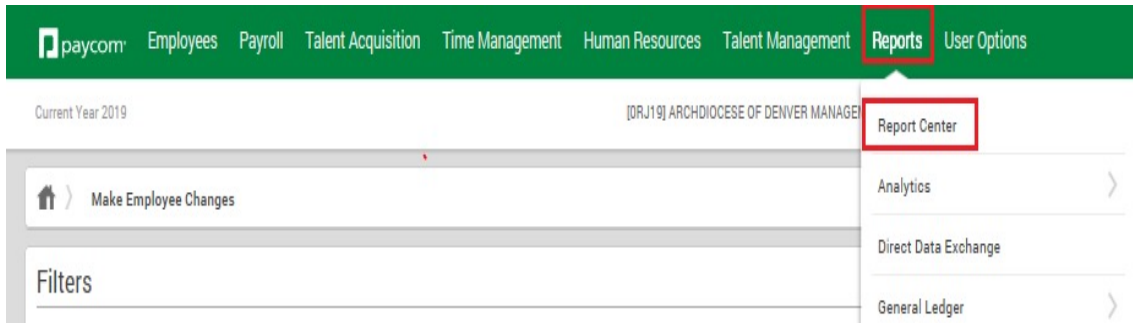 paycom Employees Payroll Talent Acquisition Time Management Human Resources Talent Management Reports User Options
Current Year 2019 [0RJ19] ARCHDIOCESE OF DENVER
Report Center
Make Employee Changes
Analytics
Direct Data Exchange
Filters
General Ledger